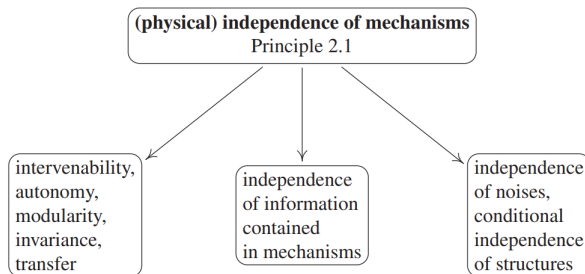 (physical) independence of mechanisms
Principle 2.1
intervenability,
autonomy,
modularity,
invariance,
transfer
independence
of information
contained
in mechanisms
independence
of noises,
conditional
independence
of structures